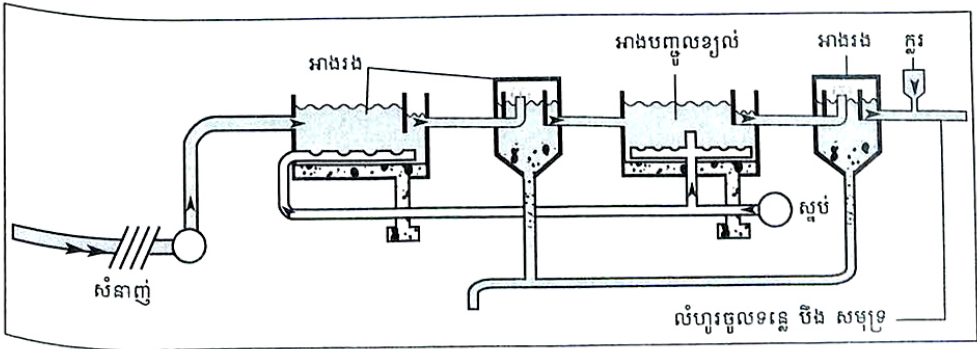 អាងរង
អាងបញ្ចូលខ្យល់
អាងរង
ក្លរ
ស្នប់
សំនាញ់
លំហូរចូលទន្លេ បឹង សមុទ្រ